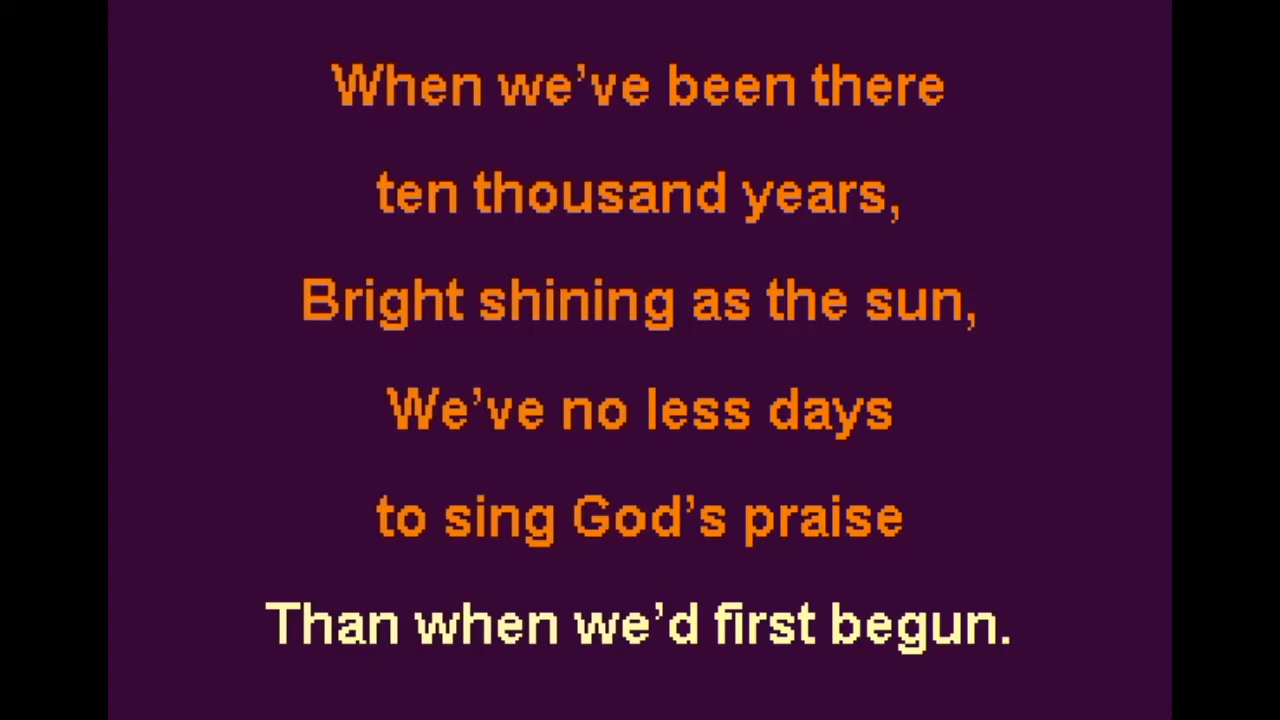 When we’ve been there
ten thousand years,
Bright shining as the sun,
We’ve no less days
to sing God’s praise
Than when we’d first begun.